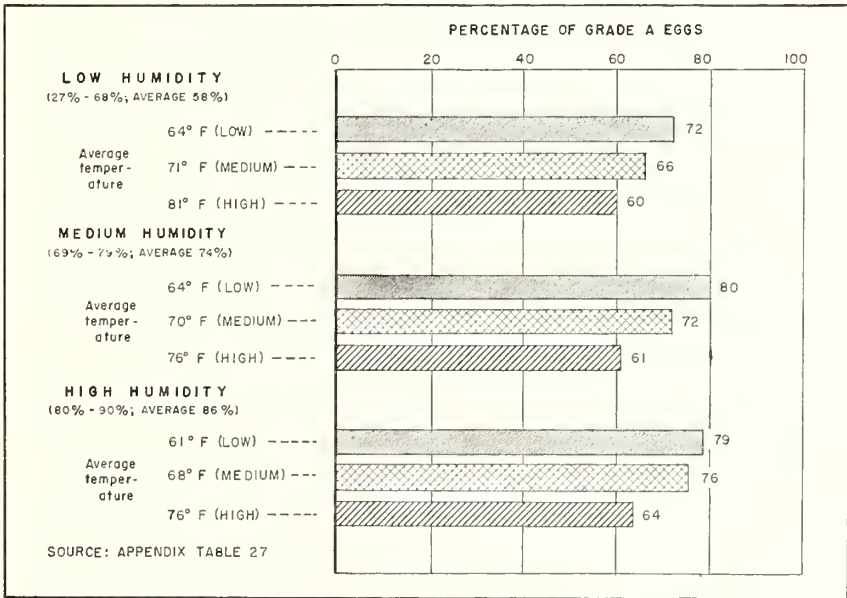 PERCENTAGE OF GRADE A EGGS
0 20 40 60 80 100
LOW HUMIDITY
(27% - 68%; AVERAGE 58%)
64° F (LOW) 72
Average temper- ature
71° F (MEDIUM) 66
81° F (HIGH) 60
MEDIUM HUMIDITY
(69% - 79%; AVERAGE 74%)
64° F (LOW) 80
Average temper- ature
70° F (MEDIUM) 72
76° F (HIGH) 61
HIGH HUMIDITY
(80% - 90%; AVERAGE 86%)
61° F (LOW) 79
Average temper- ature
68° F (MEDIUM) 76
76° F (HIGH) 64
SOURCE: APPENDIX TABLE 27